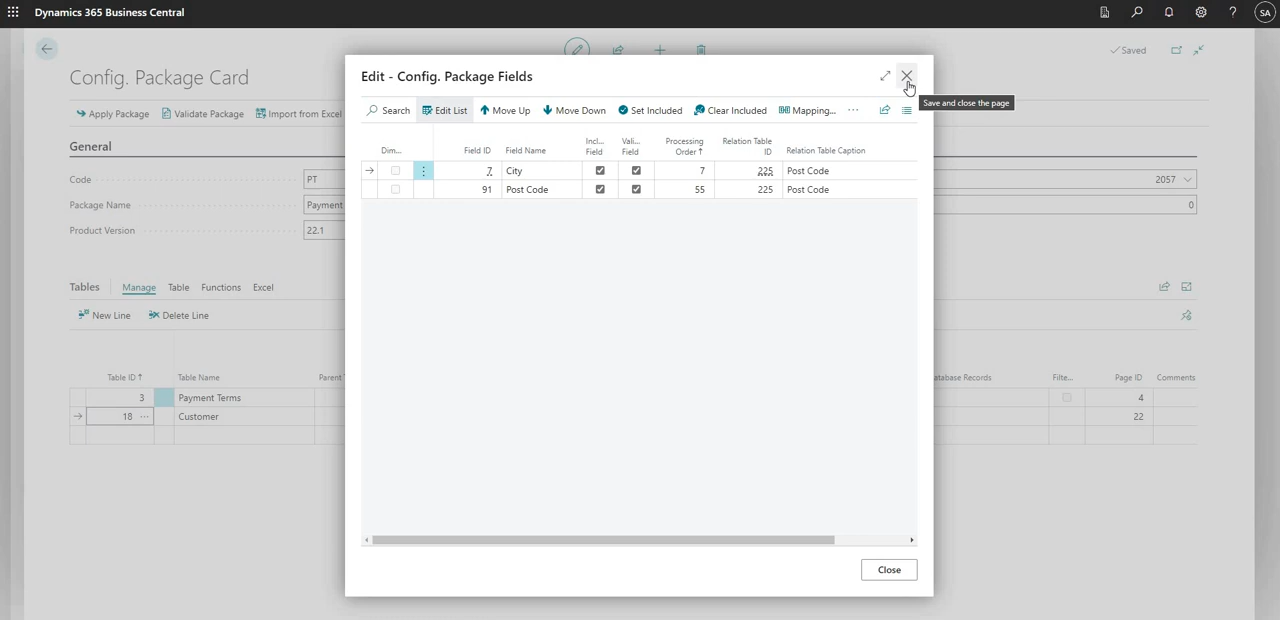 Dynamics 365 Business Central
SA
Saved
Config. Package Card
Apply Package Validate Package Import from Excel
General
Code PT 2057
Package Name Payment 0
Product Version 22.1
Tables Manage Table Functions Excel
New Line Delete Line
Table ID ↑ Table Name Parent atabase Records Filte... Page ID Comments
3 Payment Terms 4
18 Customer 22
Edit - Config. Package Fields
Save and close the page
Search Edit List Move Up Move Down Set Included Clear Included Mapping...
Dim... Field ID Field Name Incl... Field Vali... Field Processing Order ↑ Relation Table ID Relation Table Caption
7 City 7 225 Post Code
91 Post Code 55 225 Post Code
Close